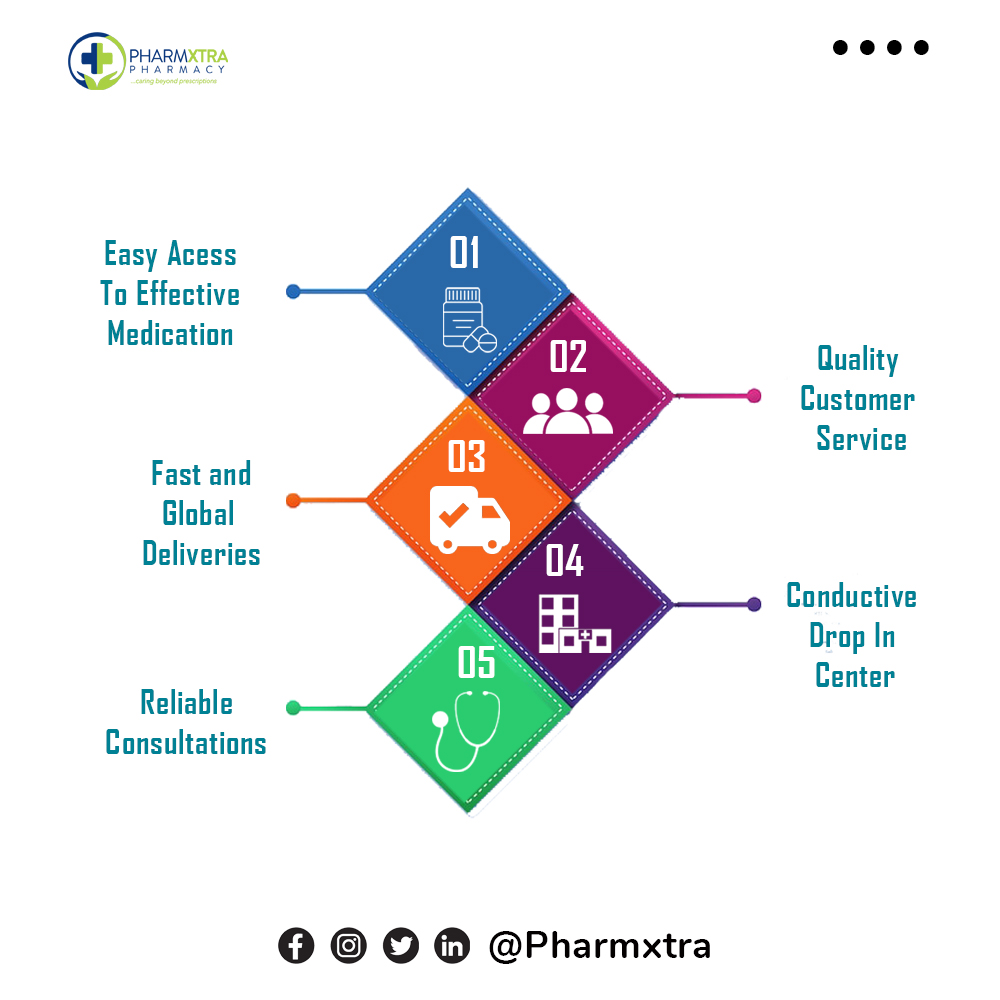 PHARMXTRA
PHARMACY
...caring beyond prescriptions
01
Easy Acess
To Effective
Medication
02
Quality
Customer
Service
03
Fast and
Global
Deliveries
04
Conductive
Drop In
Center
05
Reliable
Consultations
@Pharmxtra